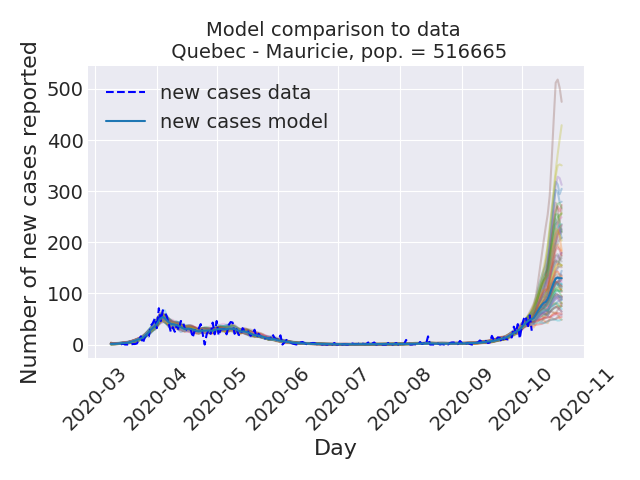 Model comparison to data
Quebec - Mauricie, pop. = 516665
Number of new cases reported
500
400
300
200
100
0
new cases data
new cases model
2020-03
2020-04
2020-05
2020-06
2020-07
2020-08
2020-09
2020-10
2020-11
Day